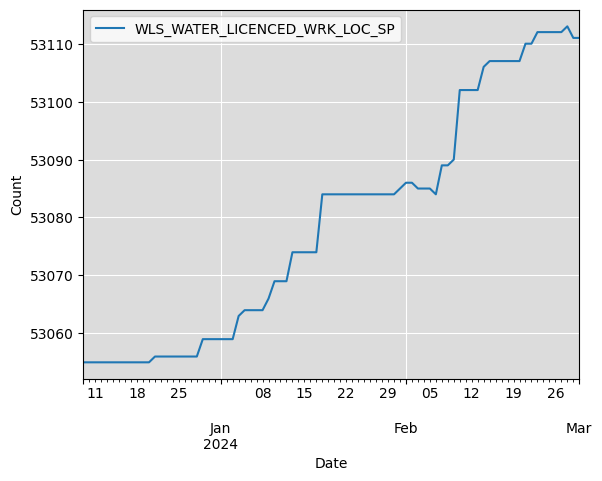 WLS_WATER_LICENCED_WRK_LOC_SP
53110
53100
53090
53080
53070
53060
Count
11 18 25 08 15 22 29 05 12 19 26
Jan Feb Mar
2024
Date